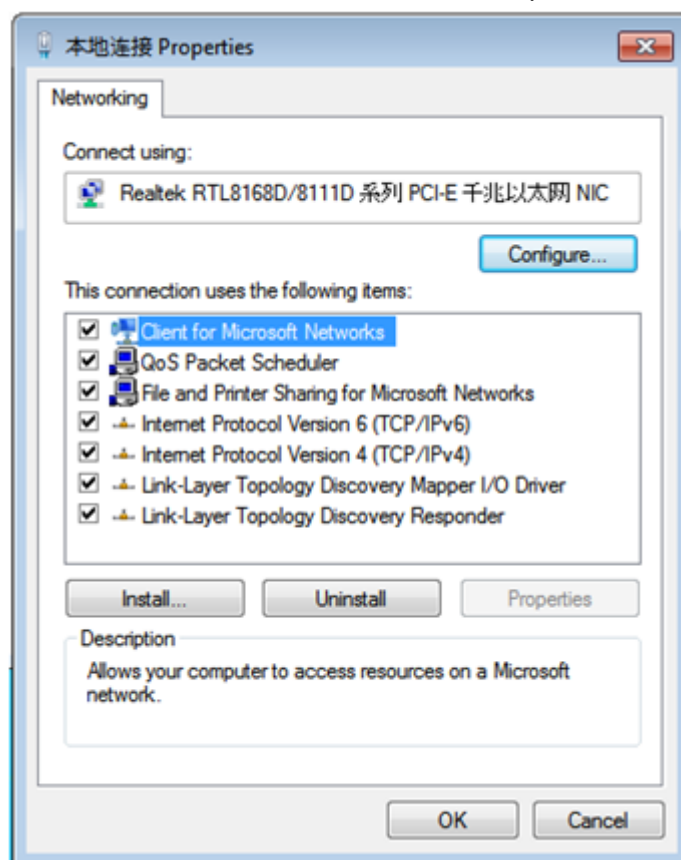 本地连接 Properties
Networking
Connect using:
Realtek RTL8168D/8111D 系列 PCI-E 千兆以太网 NIC
Configure...
This connection uses the following items:
Client for Microsoft Networks
QoS Packet Scheduler
File and Printer Sharing for Microsoft Networks
Internet Protocol Version 6 (TCP/IPv6)
Internet Protocol Version 4 (TCP/IPv4)
Link-Layer Topology Discovery Mapper I/O Driver
Link-Layer Topology Discovery Responder
Install... Uninstall Properties
Description
Allows your computer to access resources on a Microsoft
network.
OK Cancel